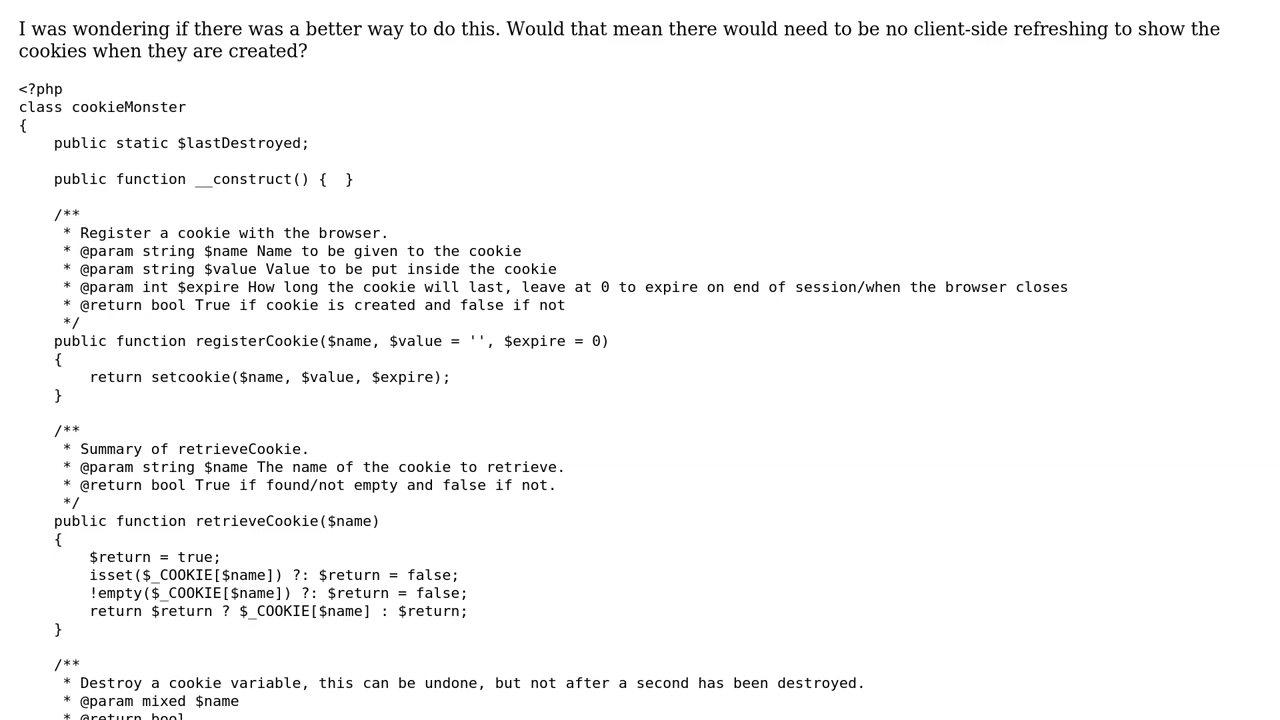 I was wondering if there was a better way to do this. Would that mean there would need to be no client-side refreshing to show the
cookies when they are created?
<?php
class cookieMonster
{
    public static $lastDestroyed;

    public function __construct() {  }

    /**
     * Register a cookie with the browser.
     * @param string $name Name to be given to the cookie
     * @param string $value Value to be put inside the cookie
     * @param int $expire How long the cookie will last, leave at 0 to expire on end of session/when the browser closes
     * @return bool True if cookie is created and false if not
     */
    public function registerCookie($name, $value = '', $expire = 0)
    {
        return setcookie($name, $value, $expire);
    }

    /**
     * Summary of retrieveCookie.
     * @param string $name The name of the cookie to retrieve.
     * @return bool True if found/not empty and false if not.
     */
    public function retrieveCookie($name)
    {
        $return = true;
        isset($_COOKIE[$name]) ?: $return = false;
        !empty($_COOKIE[$name]) ?: $return = false;
        return $return ? $_COOKIE[$name] : $return;
    }

    /**
     * Destroy a cookie variable, this can be undone, but not after a second has been destroyed.
     * @param mixed $name
     * @return bool